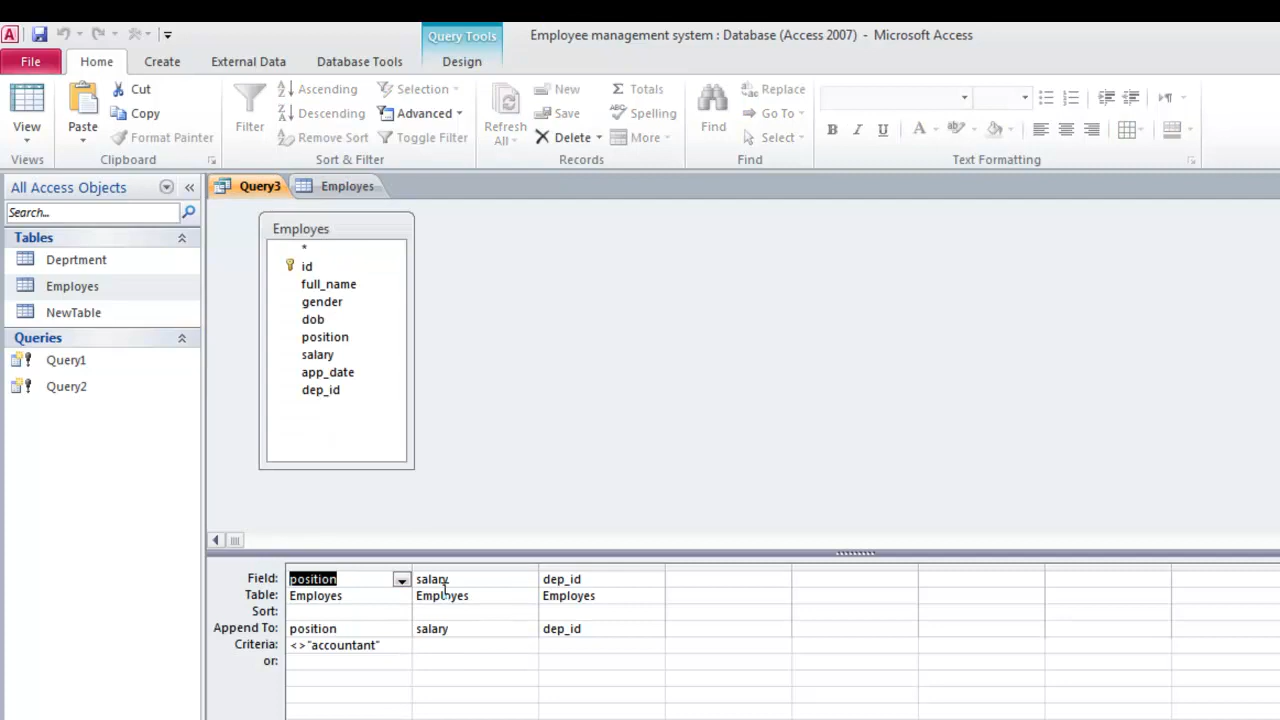 Query Tools
Employee management system : Database (Access 2007) - Microsoft Access
File Home Create External Data Database Tools Design
View
Views
Paste
Cut
Copy
Format Painter
Clipboard
Filter
Ascending
Descending
Remove Sort
Selection
Advanced
Toggle Filter
Sort & Filter
Refresh
All
New
Save
Delete
Totals
Spelling
More
Records
Find
Replace
Go To
Select
Find
B I U A
Text Formatting
All Access Objects
Search...
Tables
Deprtment
Employes
NewTable
Queries
Query1
Query2
Query3 Employes
Employes
*
id
full_name
gender
dob
position
salary
app_date
dep_id
Field: position salary dep_id
Table: Employes Employes Employes
Sort:
Append To: position salary dep_id
Criteria: <>"accountant"
or: